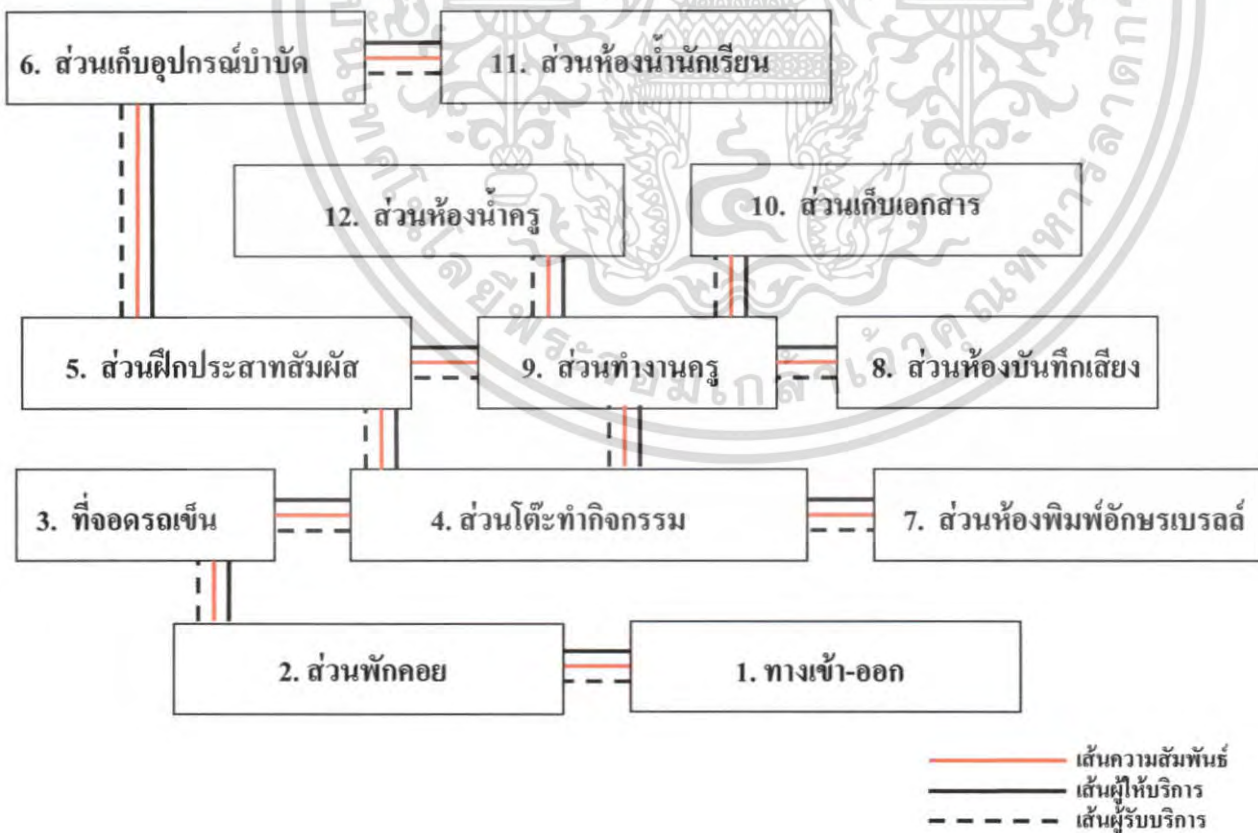 6. ส่วนเก็บอุปกรณ์บำบัด
11. ส่วนห้องน้ำนักเรียน
12. ส่วนห้องน้ำครู
10. ส่วนเก็บเอกสาร
5. ส่วนฝึกประสาทสัมผัส
9. ส่วนทำงานครู
8. ส่วนห้องบันทึกเสียง
3. ที่จอดรถเข็น
4. ส่วนโต๊ะทำกิจกรรม
7. ส่วนห้องพิมพ์อักษรเบรลล์
2. ส่วนพักคอย
1. ทางเข้า-ออก
เส้นความสัมพันธ์
เส้นผู้ให้บริการ
เส้นผู้รับบริการ